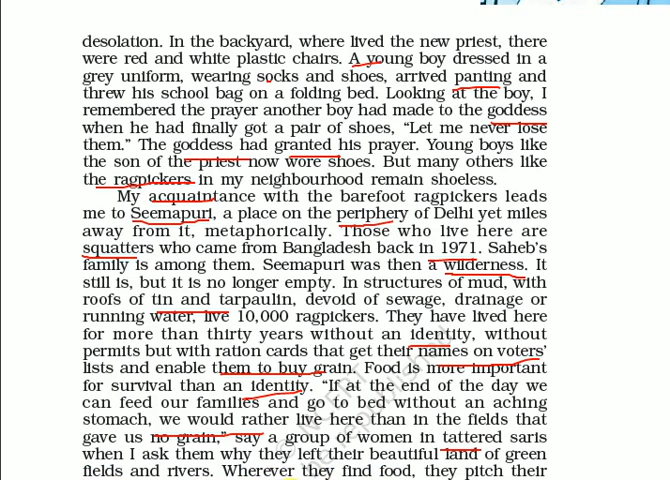 desolation. In the backyard, where lived the new priest, there
were red and white plastic chairs. A young boy dressed in a
grey uniform, wearing socks and shoes, arrived panting and
threw his school bag on a folding bed. Looking at the boy, I
remembered the prayer another boy had made to the goddess
when he had finally got a pair of shoes, “Let me never lose
them.” The goddess had granted his prayer. Young boys like
the son of the priest now wore shoes. But many others like
the ragpickers in my neighbourhood remain shoeless.
My acquaintance with the barefoot ragpickers leads
me to Seemapuri, a place on the periphery of Delhi yet miles
away from it, metaphorically. Those who live here are
squatters who came from Bangladesh back in 1971. Saheb’s
family is among them. Seemapuri was then a wilderness. It
still is, but it is no longer empty. In structures of mud, with
roofs of tin and tarpaulin, devoid of sewage, drainage or
running water, live 10,000 ragpickers. They have lived here
for more than thirty years without an identity, without
permits but with ration cards that get their names on voters’
lists and enable them to buy grain. Food is more important
for survival than an identity. “If at the end of the day we
can feed our families and go to bed without an aching
stomach, we would rather live here than in the fields that
gave us no grain,” say a group of women in tattered saris
when I ask them why they left their beautiful land of green
fields and rivers. Wherever they find food, they pitch their